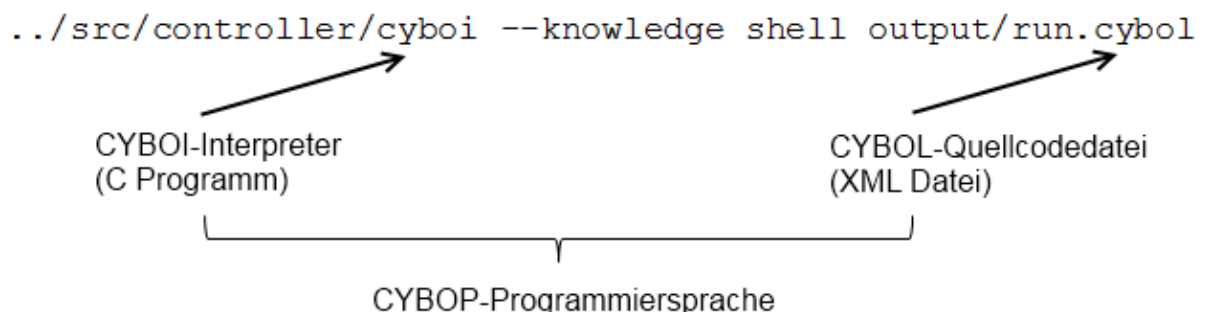 ../src/controller/cyboi --knowledge shell output/run.cybol
CYBOI-Interpreter
(C Programm)
CYBOL-Quellcodedatei
(XML Datei)
CYBOP-Programmiersprache